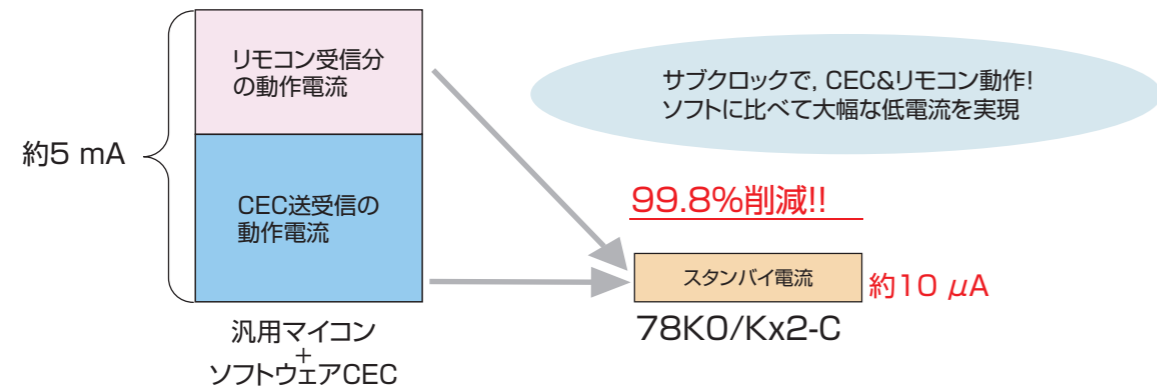 リモコン受信分
の動作電流
約5 mA
CEC送受信の
動作電流
汎用マイコン
+
ソフトウェアCEC
サブクロックで, CEC&リモコン動作!
ソフトに比べて大幅な低電流を実現
99.8%削減!!
スタンバイ電流
約10 μA
78K0/Kx2-C